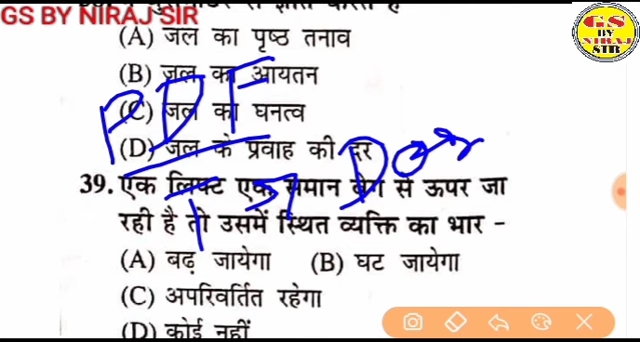 GS BY NIRAJ SIR
GS
BY
NIRAJ
SIR
(A) जल का पृष्ठ तनाव
(B) जल का आयतन
(C) जल का घनत्व
(D) जल के प्रवाह की दर
PDF
39. एक लिफ्ट एक समान वेग से ऊपर जा
रही है तो उसमें स्थित व्यक्ति का भार -
(A) बढ़ जायेगा (B) घट जायेगा
(C) अपरिवर्तित रहेगा
(D) कोई नहीं